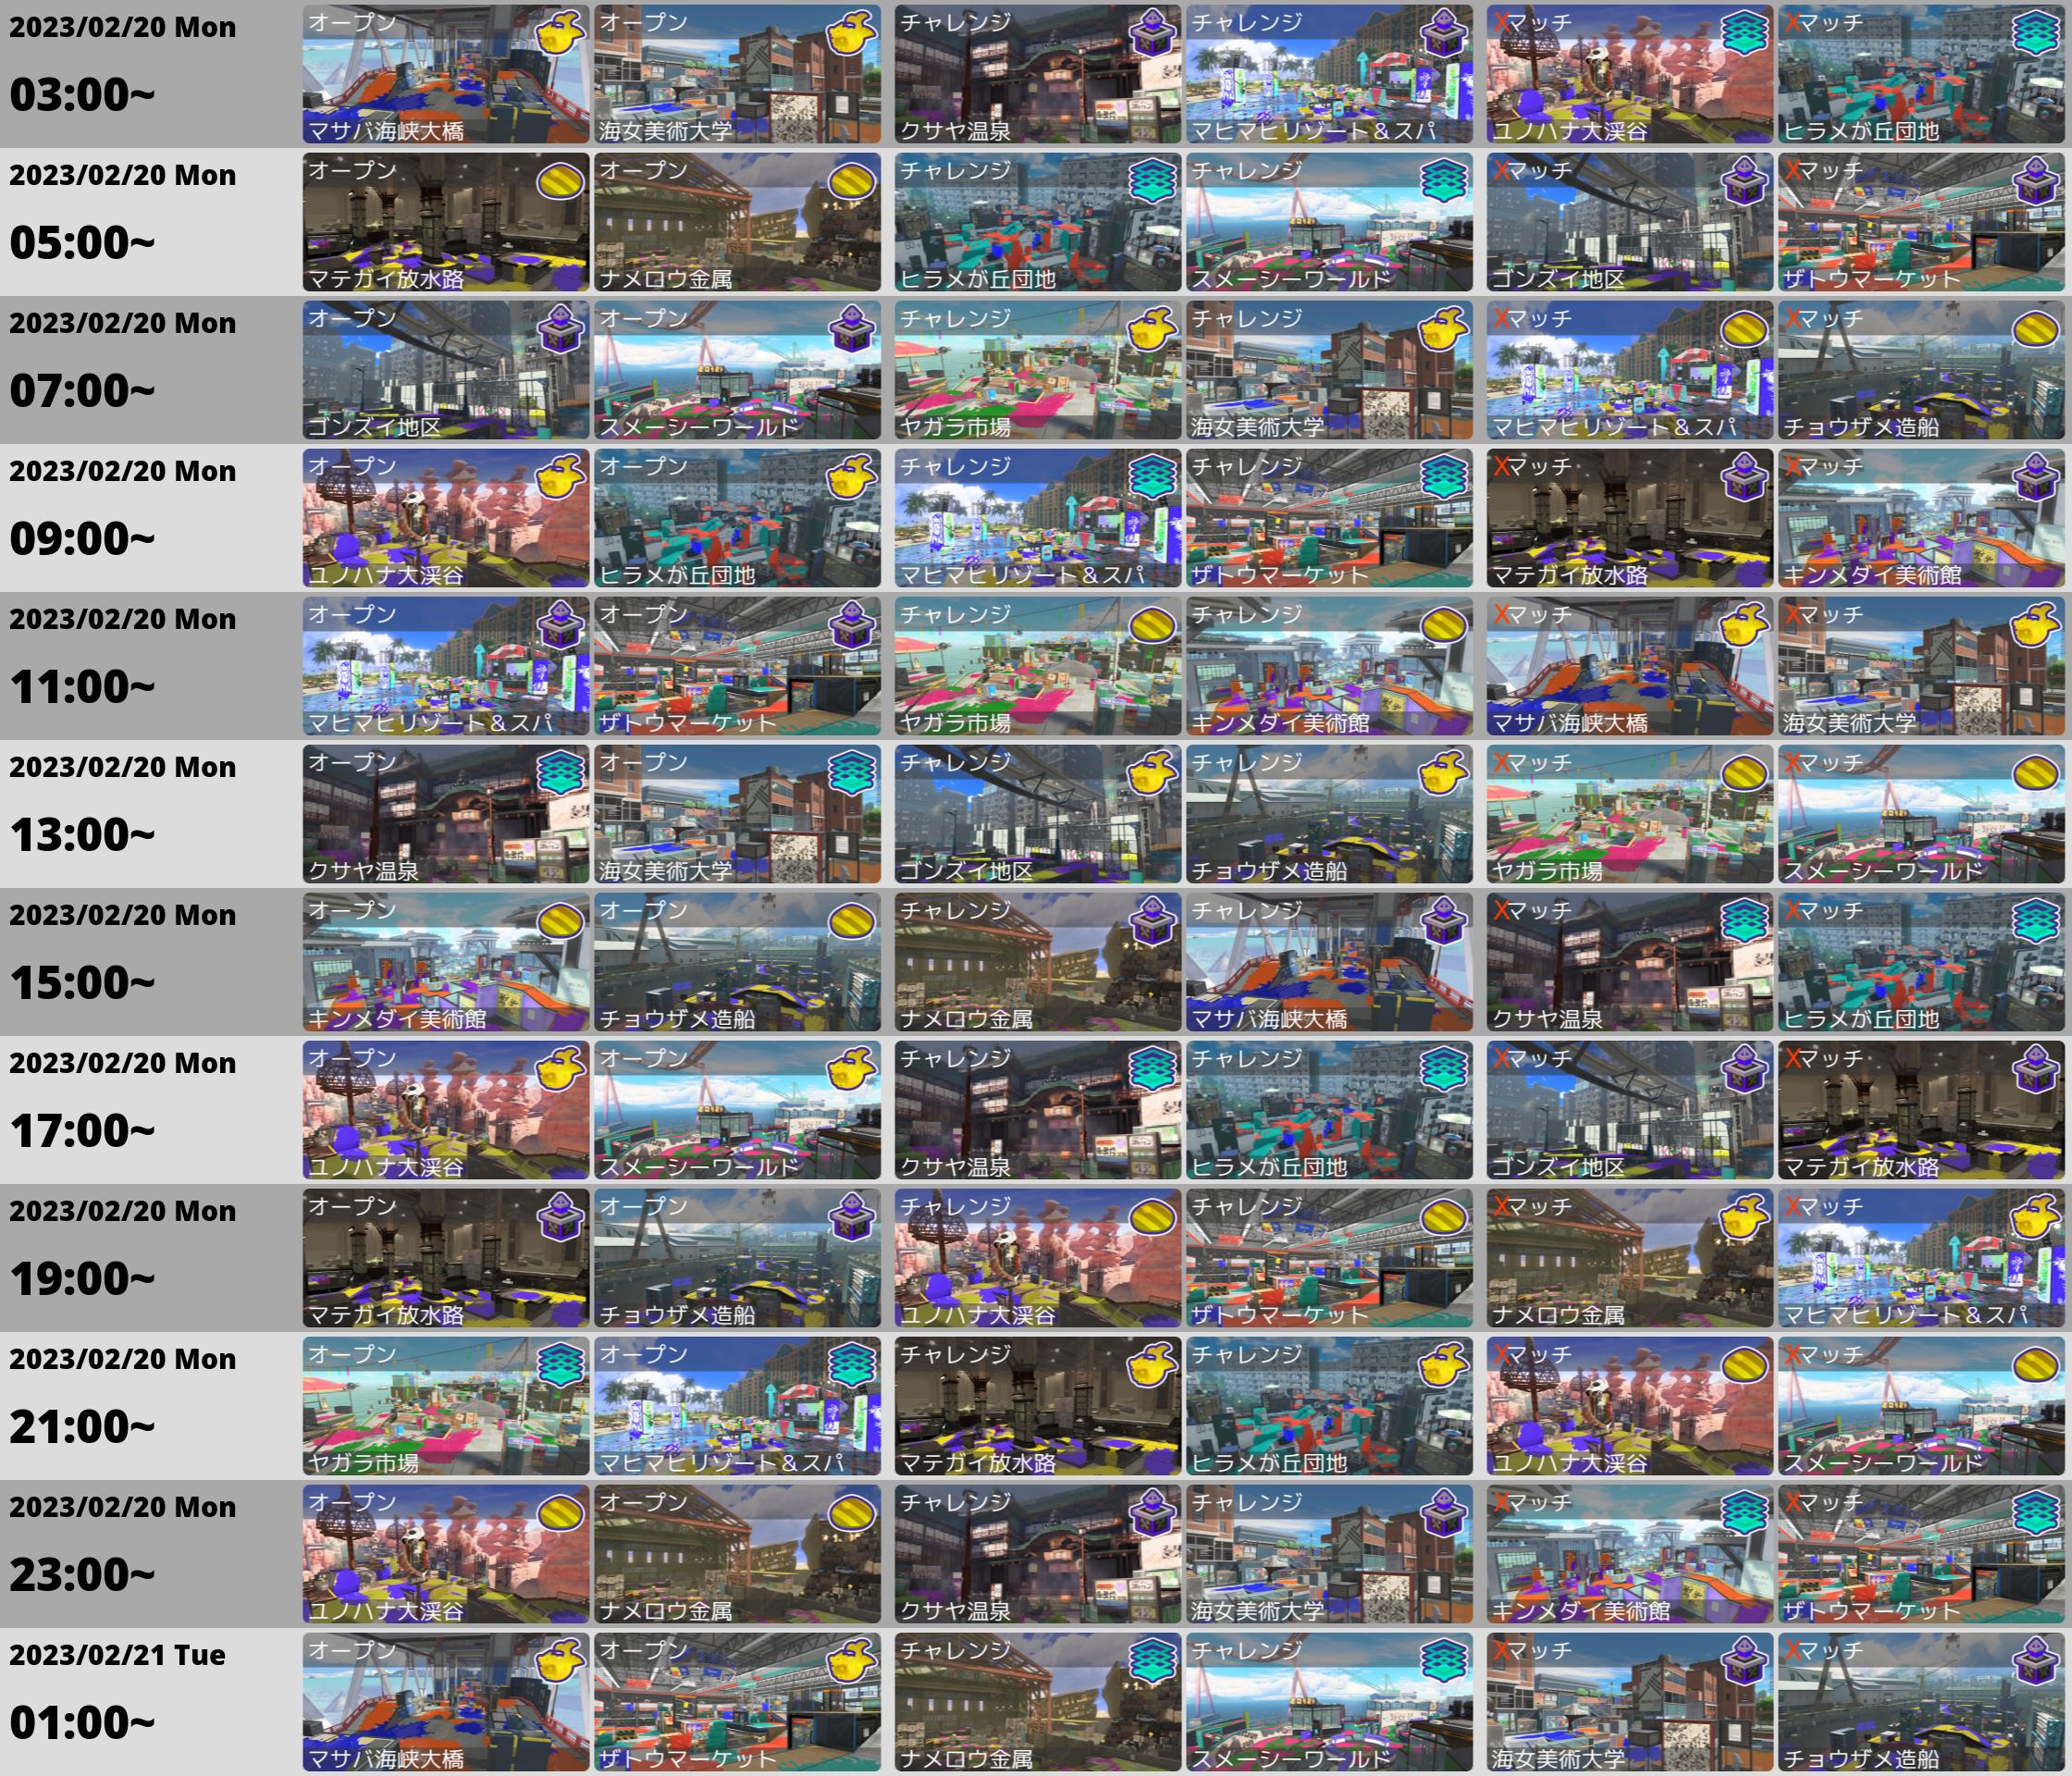 2023/02/20 Mon
03:00~
オープン
マサバ海峡大橋
オープン
海女美術大学
チャレンジ
クサヤ温泉
チャレンジ
マヒマヒリゾート＆スパ
Xマッチ
ユノハナ大渓谷
Xマッチ
ヒラメが丘団地
2023/02/20 Mon
05:00~
オープン
マテガイ放水路
オープン
ナメロウ金属
チャレンジ
ヒラメが丘団地
チャレンジ
スメーシーワールド
Xマッチ
ゴンズイ地区
Xマッチ
ザトウマーケット
2023/02/20 Mon
07:00~
オープン
ゴンズイ地区
オープン
スメーシーワールド
チャレンジ
ヤガラ市場
チャレンジ
海女美術大学
Xマッチ
マヒマヒリゾート＆スパ
Xマッチ
チョウザメ造船
2023/02/20 Mon
09:00~
オープン
ユノハナ大渓谷
オープン
ヒラメが丘団地
チャレンジ
マヒマヒリゾート＆スパ
チャレンジ
ザトウマーケット
Xマッチ
マテガイ放水路
Xマッチ
キンメダイ美術館
2023/02/20 Mon
11:00~
オープン
マヒマヒリゾート＆スパ
オープン
ザトウマーケット
チャレンジ
ヤガラ市場
チャレンジ
キンメダイ美術館
Xマッチ
マサバ海峡大橋
Xマッチ
海女美術大学
2023/02/20 Mon
13:00~
オープン
クサヤ温泉
オープン
海女美術大学
チャレンジ
ゴンズイ地区
チャレンジ
チョウザメ造船
Xマッチ
ヤガラ市場
Xマッチ
スメーシーワールド
2023/02/20 Mon
15:00~
オープン
キンメダイ美術館
オープン
チョウザメ造船
チャレンジ
ナメロウ金属
チャレンジ
マサバ海峡大橋
Xマッチ
クサヤ温泉
Xマッチ
ヒラメが丘団地
2023/02/20 Mon
17:00~
オープン
ユノハナ大渓谷
オープン
スメーシーワールド
チャレンジ
クサヤ温泉
チャレンジ
ヒラメが丘団地
Xマッチ
ゴンズイ地区
Xマッチ
マテガイ放水路
2023/02/20 Mon
19:00~
オープン
マテガイ放水路
オープン
チョウザメ造船
チャレンジ
ユノハナ大渓谷
チャレンジ
ザトウマーケット
Xマッチ
ナメロウ金属
Xマッチ
マヒマヒリゾート＆スパ
2023/02/20 Mon
21:00~
オープン
ヤガラ市場
オープン
マヒマヒリゾート＆スパ
チャレンジ
マテガイ放水路
チャレンジ
ヒラメが丘団地
Xマッチ
ユノハナ大渓谷
Xマッチ
スメーシーワールド
2023/02/20 Mon
23:00~
オープン
ユノハナ大渓谷
オープン
ナメロウ金属
チャレンジ
クサヤ温泉
チャレンジ
海女美術大学
Xマッチ
キンメダイ美術館
Xマッチ
ザトウマーケット
2023/02/21 Tue
01:00~
オープン
マサバ海峡大橋
オープン
ザトウマーケット
チャレンジ
ナメロウ金属
チャレンジ
スメーシーワールド
Xマッチ
海女美術大学
Xマッチ
チョウザメ造船